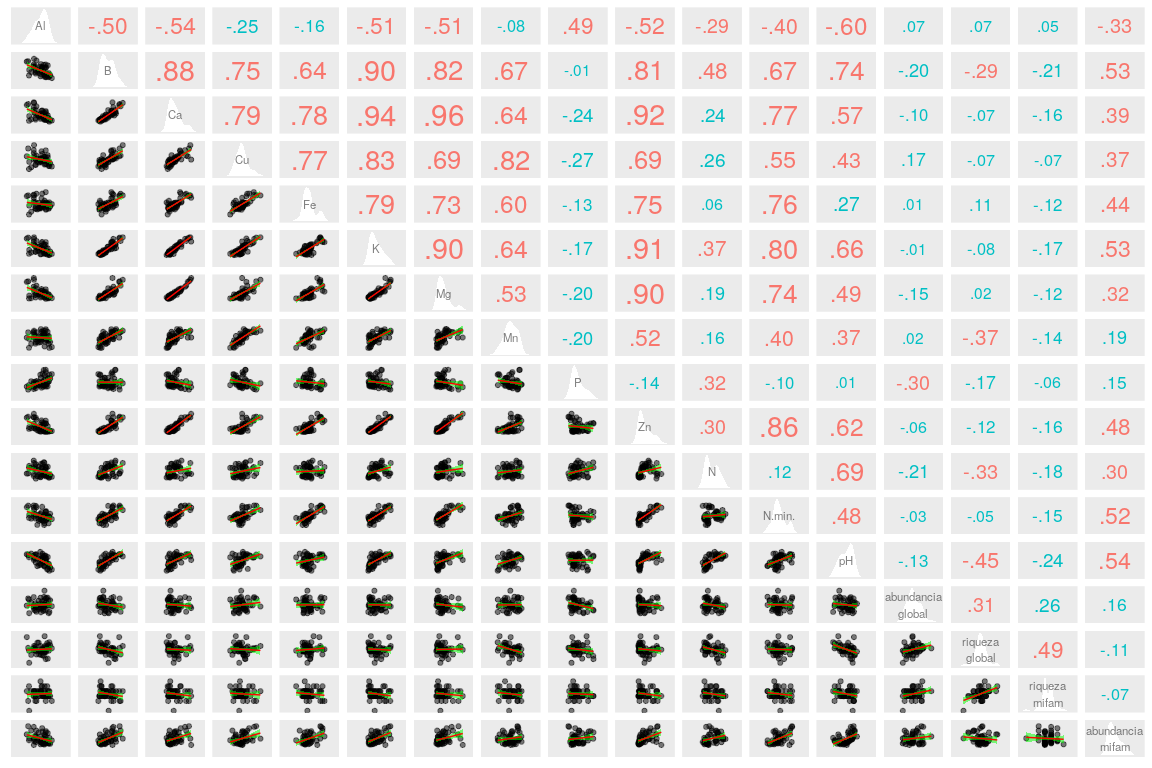 Al -.50 -.54 -.25 -.16 -.51 -.51 -.08 .49 -.52 -.29 -.40 -.60 .07 .07 .05 -.33
B .88 .75 .64 .90 .82 .67 -.01 .81 .48 .67 .74 -.20 -.29 -.21 .53
Ca .79 .78 .94 .96 .64 -.24 .92 .24 .77 .57 -.10 -.07 -.16 .39
Cu .77 .83 .69 .82 -.27 .69 .26 .55 .43 .17 -.07 -.07 .37
Fe .79 .73 .60 -.13 .75 .06 .76 .27 .01 .11 -.12 .44
K .90 .64 -.17 .91 .37 .80 .66 -.01 -.08 -.17 .53
Mg .53 -.20 .90 .19 .74 .49 -.15 .02 -.12 .32
Mn -.20 .52 .16 .40 .37 .02 -.37 -.14 .19
P -.14 .32 -.10 .01 -.30 -.17 -.06 .15
Zn .30 .86 .62 -.06 -.12 -.16 .48
N .12 .69 -.21 -.33 -.18 .30
N.min. .48 -.03 -.05 -.15 .52
pH -.13 -.45 -.24 .54
abundancia
global .31 .26 .16
riqueza
global .49 -.11
riqueza
mifam -.07
abundancia
mifam